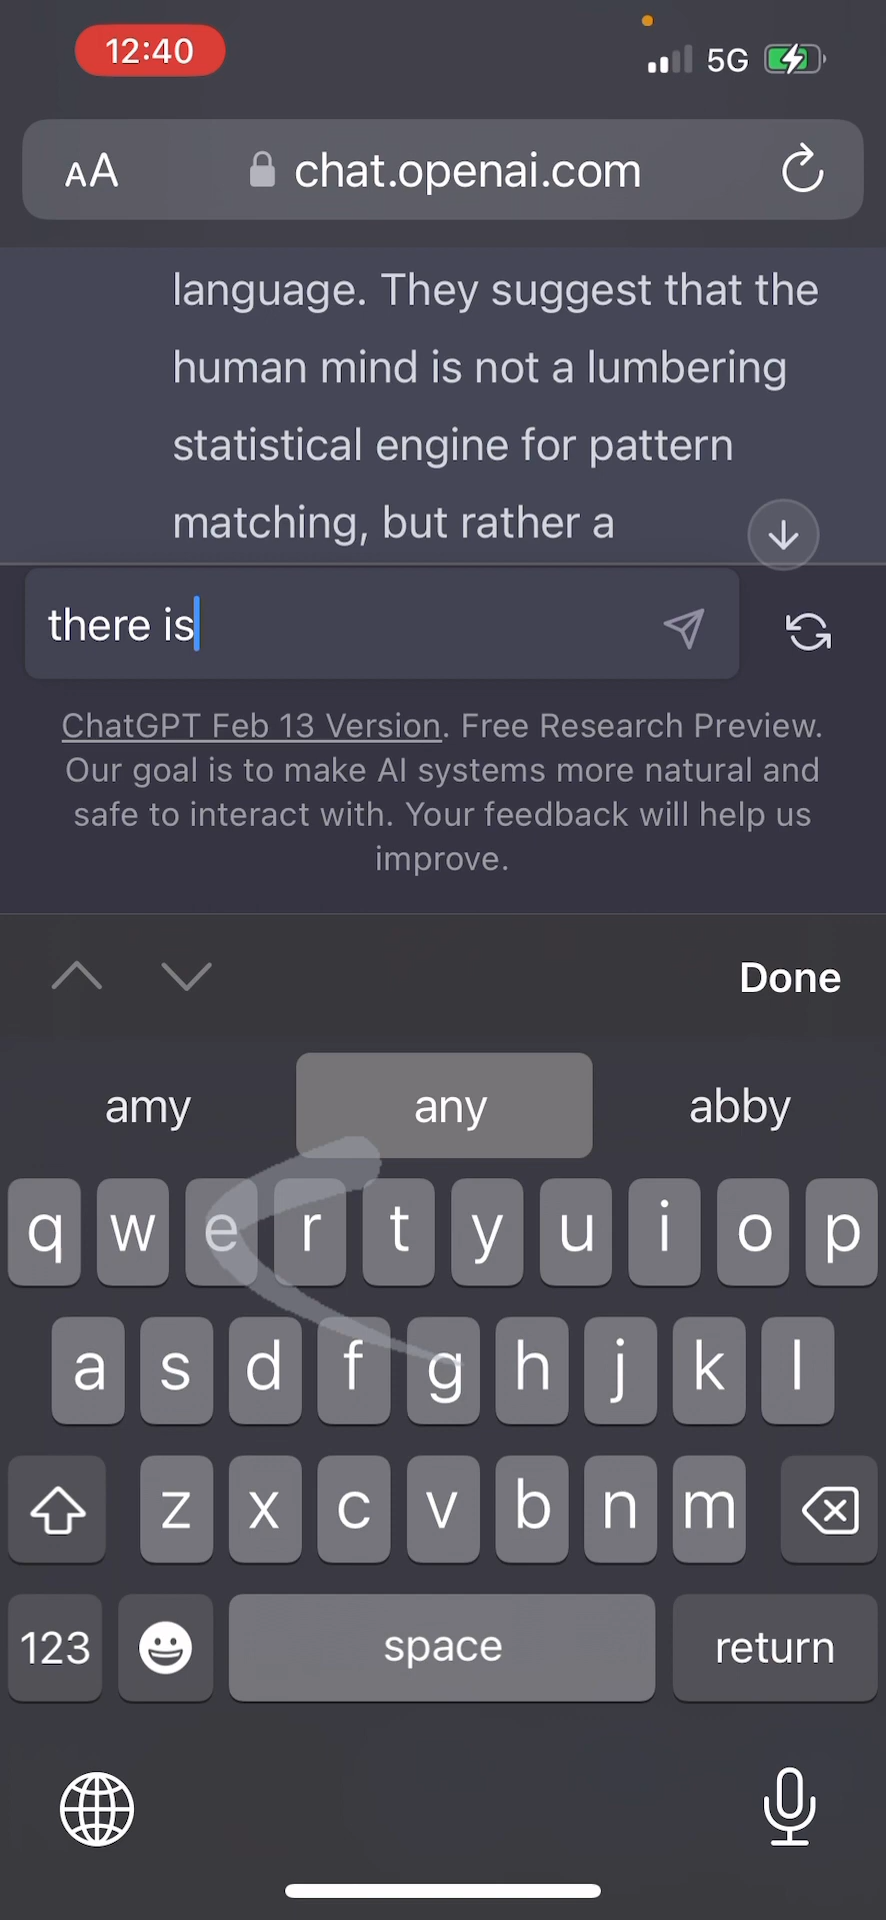 12:40
5G
AA chat.openai.com
language. They suggest that the
human mind is not a lumbering
statistical engine for pattern
matching, but rather a
there is
ChatGPT Feb 13 Version. Free Research Preview.
Our goal is to make AI systems more natural and
safe to interact with. Your feedback will help us
improve.
Done
amy any abby
q w e r t y u i o p
a s d f g h j k l
z x c v b n m
123 space return